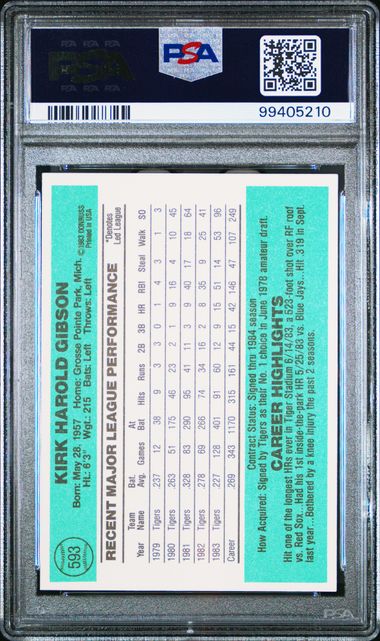 PSA
99405210
593
KIRK HAROLD GIBSON
©1983 DONRUSS
Printed in USA
Born: May 28, 1957 Home: Grosse Pointe Park, Mich.
Ht.: 6'3" Wgt.: 215 Bats: Left Throws: Left
RECENT MAJOR LEAGUE PERFORMANCE
*Denotes
Led League
Year Team Name Bat. Avg. Games At Bat Hits Runs 2B 3B HR RBI Steal Walk SO
1979 Tigers .237 12 38 9 3 3 0 1 4 3 1 3
1980 Tigers .263 51 175 46 23 2 1 9 16 4 10 45
1981 Tigers .328 83 290 95 41 11 3 9 40 17 18 64
1982 Tigers .278 69 266 74 34 16 2 8 35 9 25 41
1983 Tigers .227 128 401 91 60 12 9 15 51 14 53 96
Career .269 343 1170 315 161 44 15 42 146 47 107 249
Contract Status: Signed thru 1984 season
How Acquired: Signed by Tigers as their No. 1 choice in June 1978 amateur draft.
CAREER HIGHLIGHTS
Hit one of the longest HRs ever in Tiger Stadium 6/14/83, a 523-foot shot over RF roof
vs. Red Sox...Had his 1st inside-the-park HR 5/25/83 vs. Blue Jays...Hit .319 in Sept.
last year...Bothered by a knee injury the past 2 seasons.